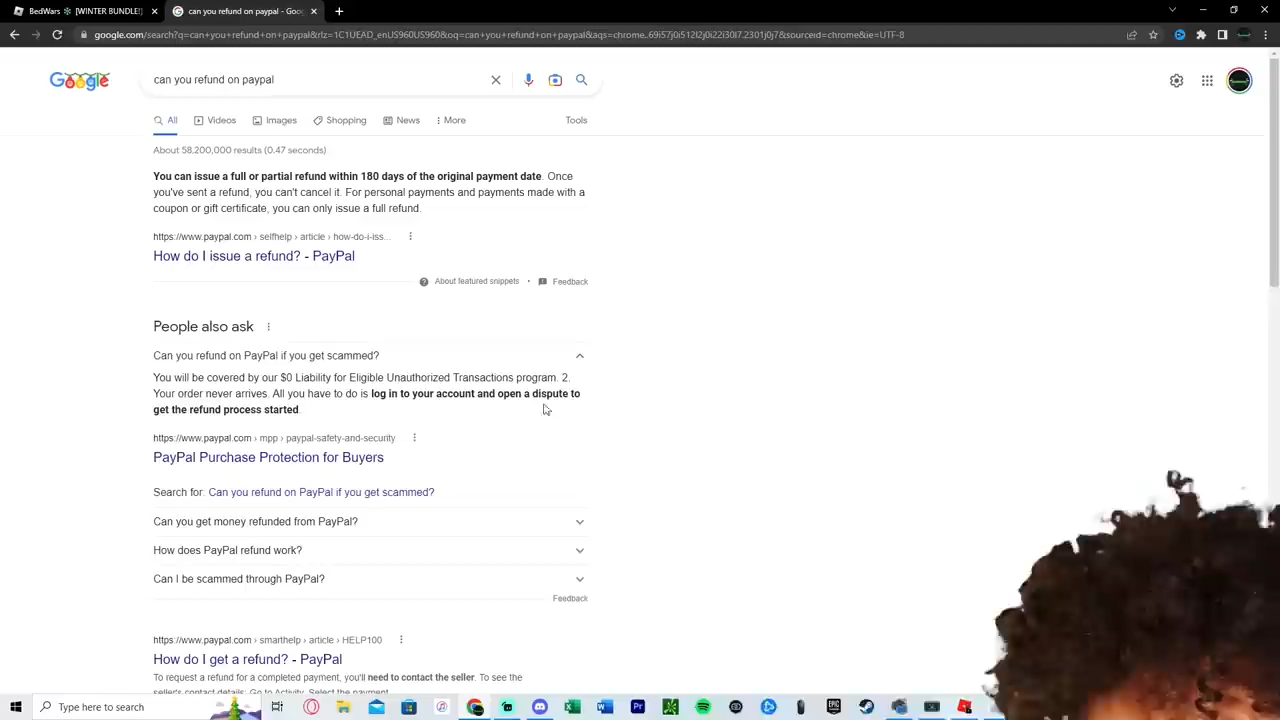 BedWars ❄ [WINTER BUNDLE!]
can you refund on paypal - Goo
google.com/search?q=can+you+refund+on+paypal&rlz=1C1UEAD_enUS960US960&oq=can+you+refund+on+paypal&aqs=chrome..69i57j0i512l2j0i22i30l7.2301j0j7&sourceid=chrome&ie=UTF-8
Google
can you refund on paypal
All
Videos
Images
Shopping
News
More
Tools
About 58,200,000 results (0.47 seconds)
You can issue a full or partial refund within 180 days of the original payment date. Once
you've sent a refund, you can't cancel it. For personal payments and payments made with a
coupon or gift certificate, you can only issue a full refund.
https://www.paypal.com › selfhelp › article › how-do-i-iss...
How do I issue a refund? - PayPal
About featured snippets • Feedback
People also ask
Can you refund on PayPal if you get scammed?
You will be covered by our $0 Liability for Eligible Unauthorized Transactions program. 2.
Your order never arrives. All you have to do is log in to your account and open a dispute to
get the refund process started.
https://www.paypal.com › mpp › paypal-safety-and-security
PayPal Purchase Protection for Buyers
Search for: Can you refund on PayPal if you get scammed?
Can you get money refunded from PayPal?
How does PayPal refund work?
Can I be scammed through PayPal?
Feedback
https://www.paypal.com › smarthelp › article › HELP100
How do I get a refund? - PayPal
To request a refund for a completed payment, you'll need to contact the seller. To see the
seller's contact details: Go to Activity. Select the payment
Type here to search